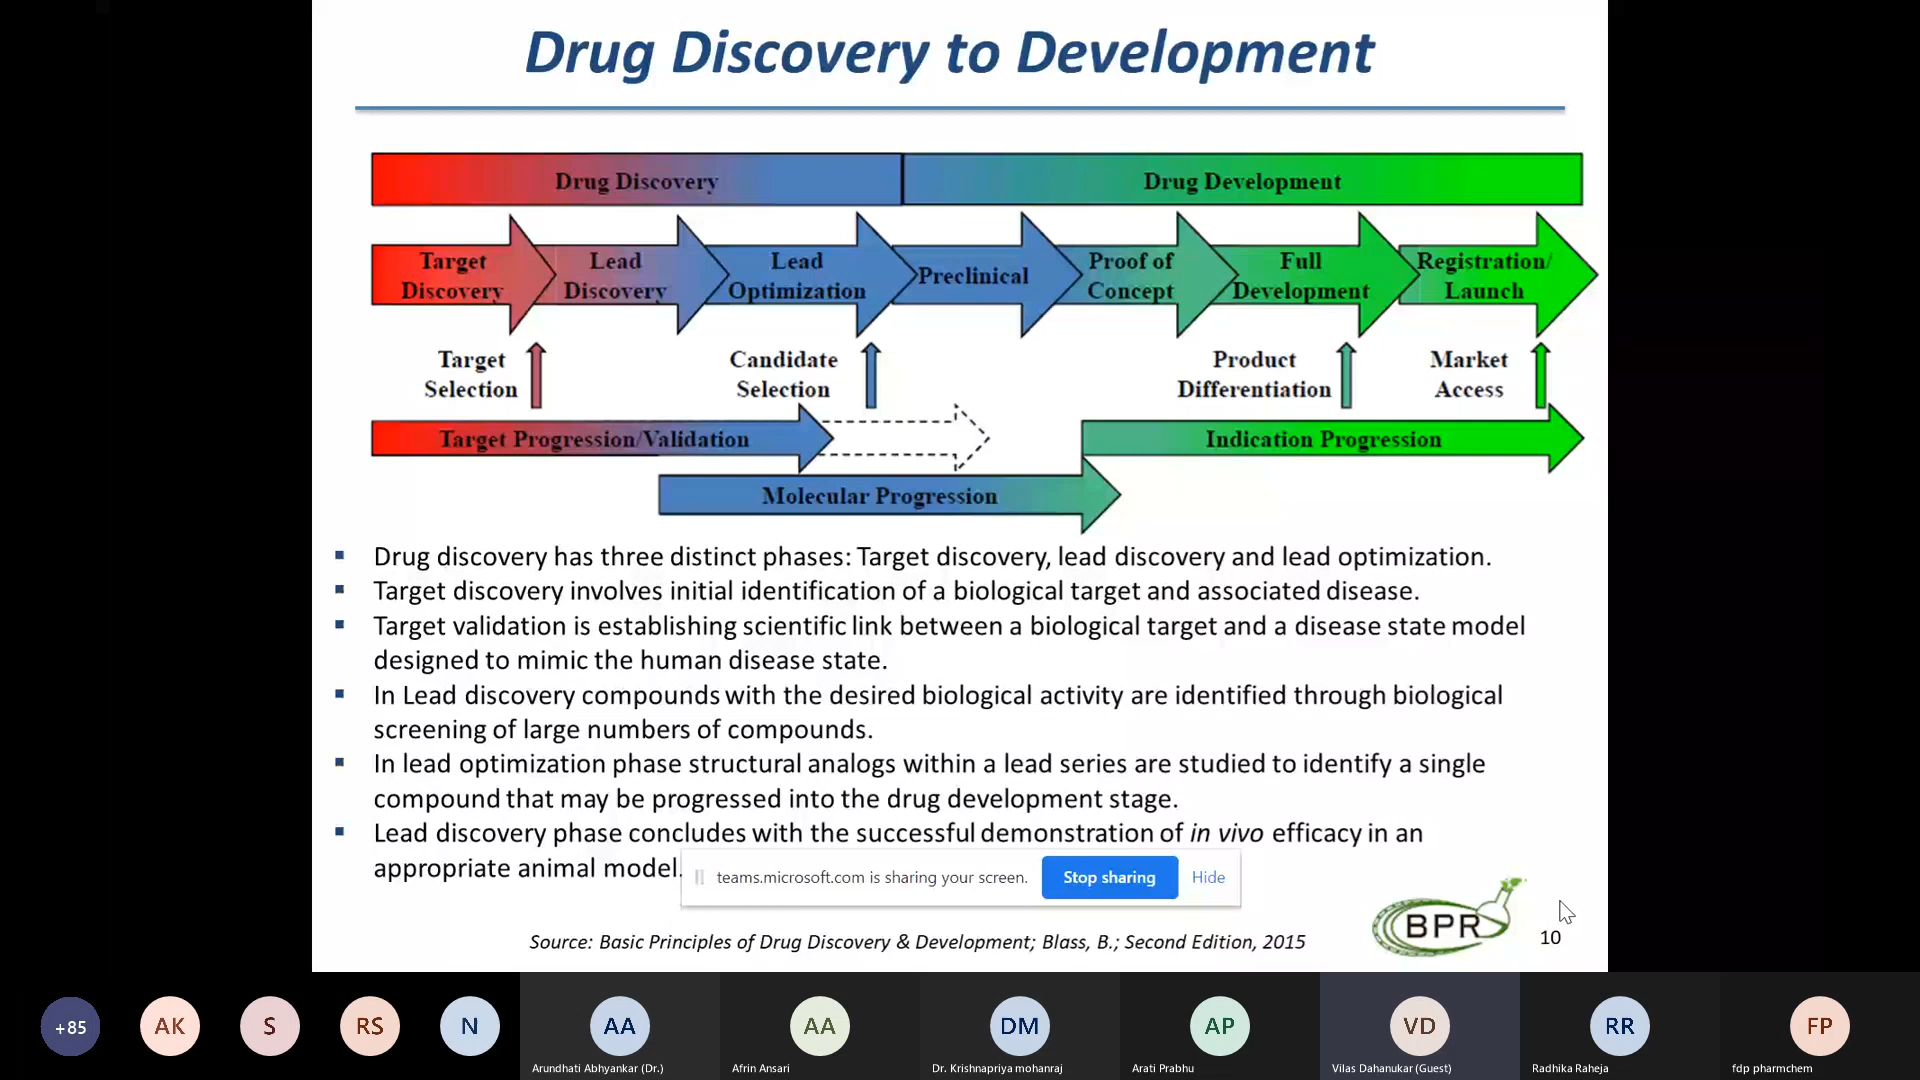 Drug Discovery to Development
Drug Discovery
Drug Development
Target
Discovery
Lead
Discovery
Lead
Optimization
Preclinical
Proof of
Concept
Full
Development
Registration/
Launch
Target
Selection
Candidate
Selection
Product
Differentiation
Market
Access
Target Progression/Validation
Indication Progression
Molecular Progression
▪ Drug discovery has three distinct phases: Target discovery, lead discovery and lead optimization.
▪ Target discovery involves initial identification of a biological target and associated disease.
▪ Target validation is establishing scientific link between a biological target and a disease state model
designed to mimic the human disease state.
▪ In Lead discovery compounds with the desired biological activity are identified through biological
screening of large numbers of compounds.
▪ In lead optimization phase structural analogs within a lead series are studied to identify a single
compound that may be progressed into the drug development stage.
▪ Lead discovery phase concludes with the successful demonstration of in vivo efficacy in an
appropriate animal model.
teams.microsoft.com is sharing your screen. Stop sharing Hide
BPR
10
Source: Basic Principles of Drug Discovery & Development; Blass, B.; Second Edition, 2015
+85
AK
S
RS
N
AA
Arundhati Abhyankar (Dr.)
AA
Afrin Ansari
DM
Dr. Krishnapriya mohanraj
AP
Arati Prabhu
VD
Vilas Dahanukar (Guest)
RR
Radhika Raheja
FP
fdp pharmchem